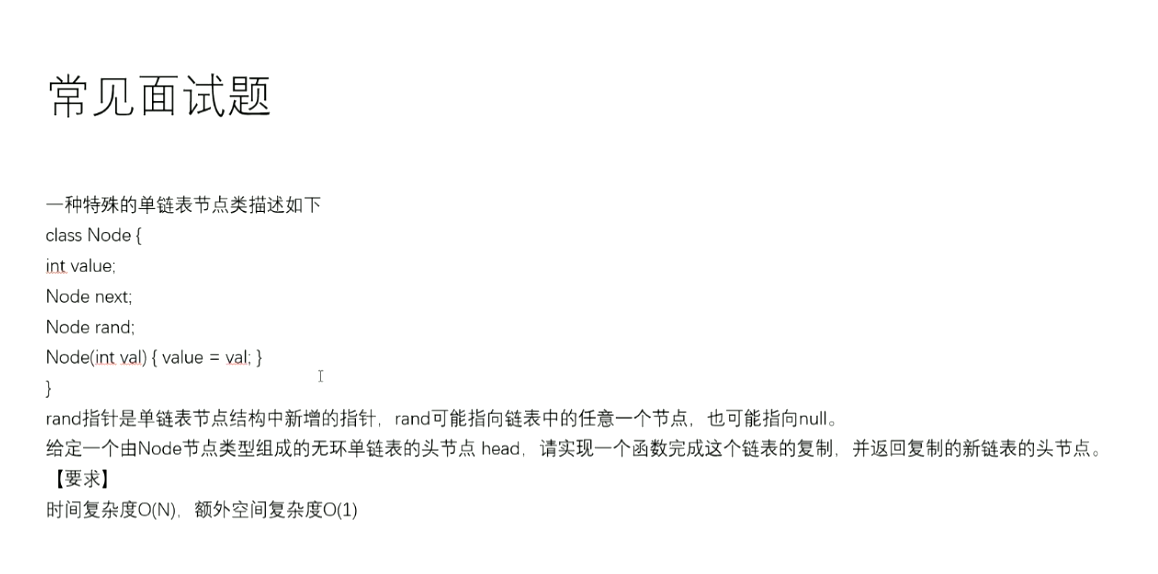 常见面试题
一种特殊的单链表节点类描述如下
class Node {
int value;
Node next;
Node rand;
Node(int val) { value = val; }
}
rand指针是单链表节点结构中新增的指针，rand可能指向链表中的任意一个节点，也可能指向null。
给定一个由Node节点类型组成的无环单链表的头节点 head，请实现一个函数完成这个链表的复制，并返回复制的新链表的头节点。
【要求】
时间复杂度O(N)，额外空间复杂度O(1)